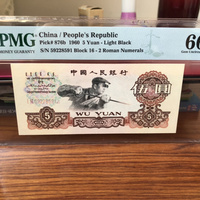 PMG
China / People's Republic
Pick# 876b 1960 5 Yuan - Light Black
S/N 59228591 Block 16 - 2 Roman Numerals
66
中国人民银行
伍圆
5
WU YUAN
5